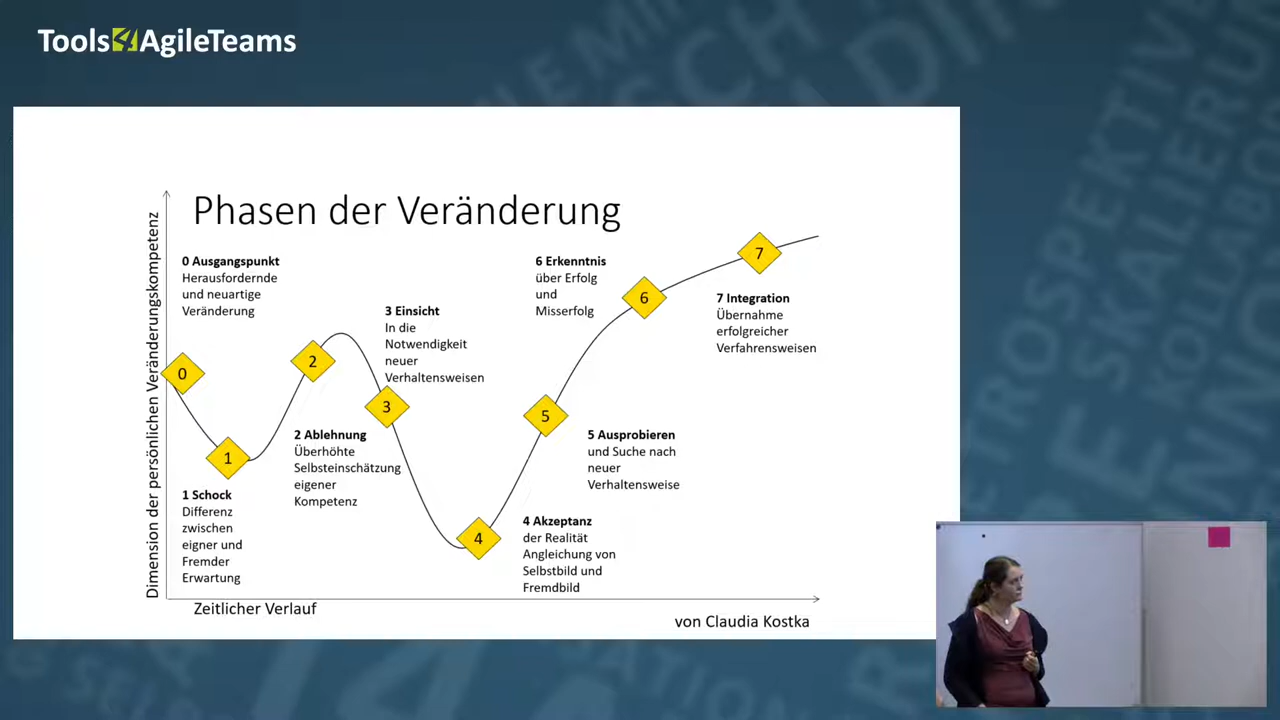 Tools4AgileTeams
Phasen der Veränderung
Dimension der persönlichen Veränderungskompetenz
0 Ausgangspunkt
Herausfordernde
und neuartige
Veränderung
0
1
2
3
4
5
6
7
1 Schock
Differenz
zwischen
eigner und
Fremder
Erwartung
2 Ablehnung
Überhöhte
Selbsteinschätzung
eigener
Kompetenz
3 Einsicht
In die
Notwendigkeit
neuer
Verhaltensweisen
4 Akzeptanz
der Realität
Angleichung von
Selbstbild und
Fremdbild
5 Ausprobieren
und Suche nach
neuer
Verhaltensweise
6 Erkenntnis
über Erfolg
und
Misserfolg
7 Integration
Übernahme
erfolgreicher
Verfahrensweisen
Zeitlicher Verlauf
von Claudia Kostka